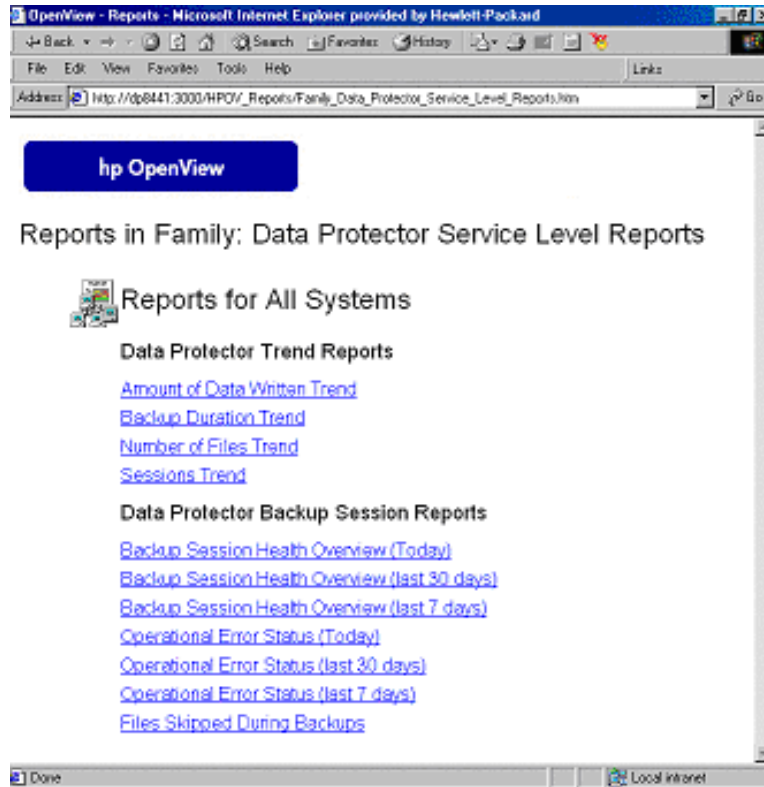 OpenView - Reports - Microsoft Internet Explorer provided by Hewlett-Packard
Back Search Favorites History
File Edit View Favorites Tools Help Links
Address http://dp8441:3000/HPOV_Reports/Family_Data_Protector_Service_Level_Reports.htm Go
hp OpenView
Reports in Family: Data Protector Service Level Reports
Reports for All Systems
Data Protector Trend Reports
Amount of Data Written Trend
Backup Duration Trend
Number of Files Trend
Sessions Trend
Data Protector Backup Session Reports
Backup Session Health Overview (Today)
Backup Session Health Overview (last 30 days)
Backup Session Health Overview (last 7 days)
Operational Error Status (Today)
Operational Error Status (last 30 days)
Operational Error Status (last 7 days)
Files Skipped During Backups
Done Local intranet